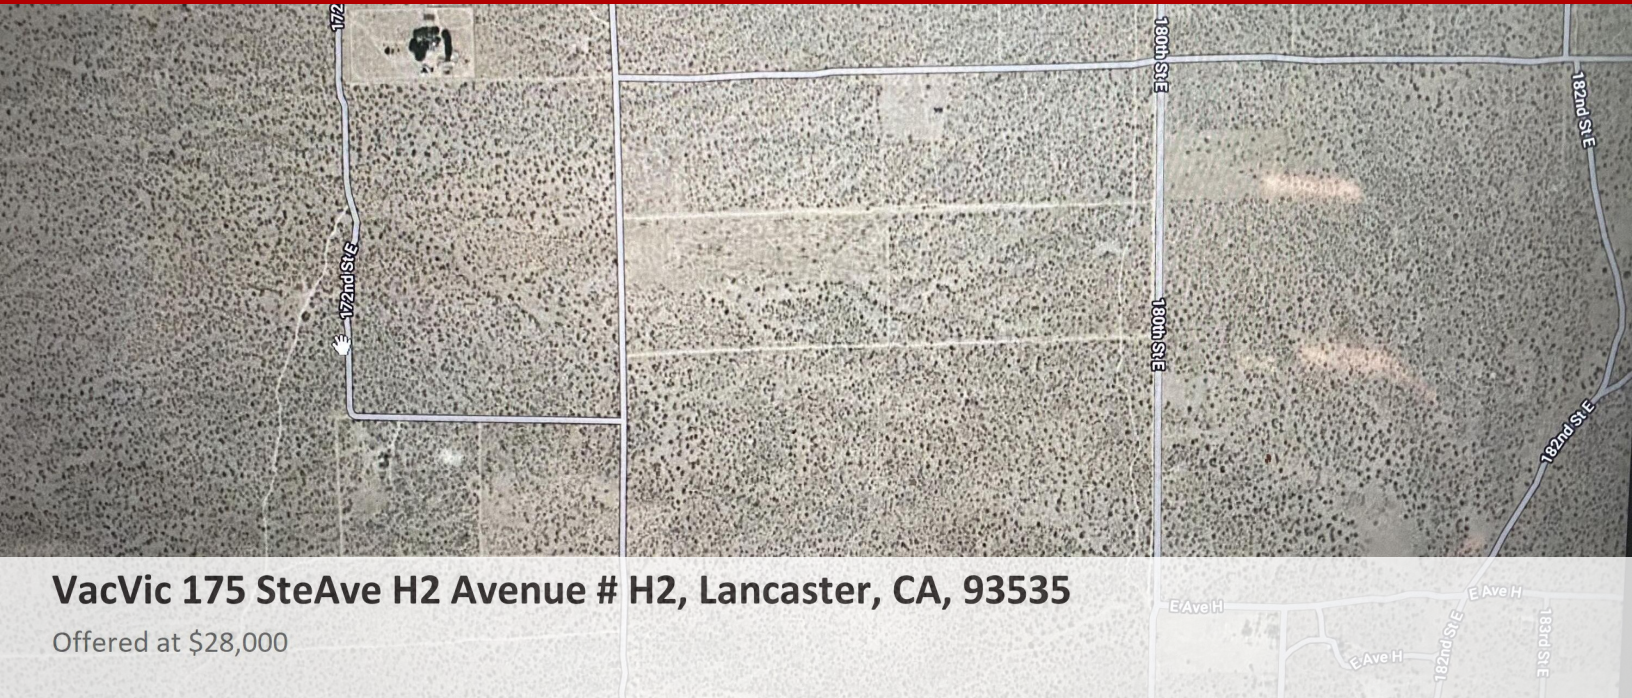 172
180th St E
182nd St E
172nd St E
180th St E
182nd St E
VacVic 175 SteAve H2 Avenue # H2, Lancaster, CA, 93535
Offered at $28,000
E Ave H
E Ave H
182nd St E
183rd St E
E Ave H